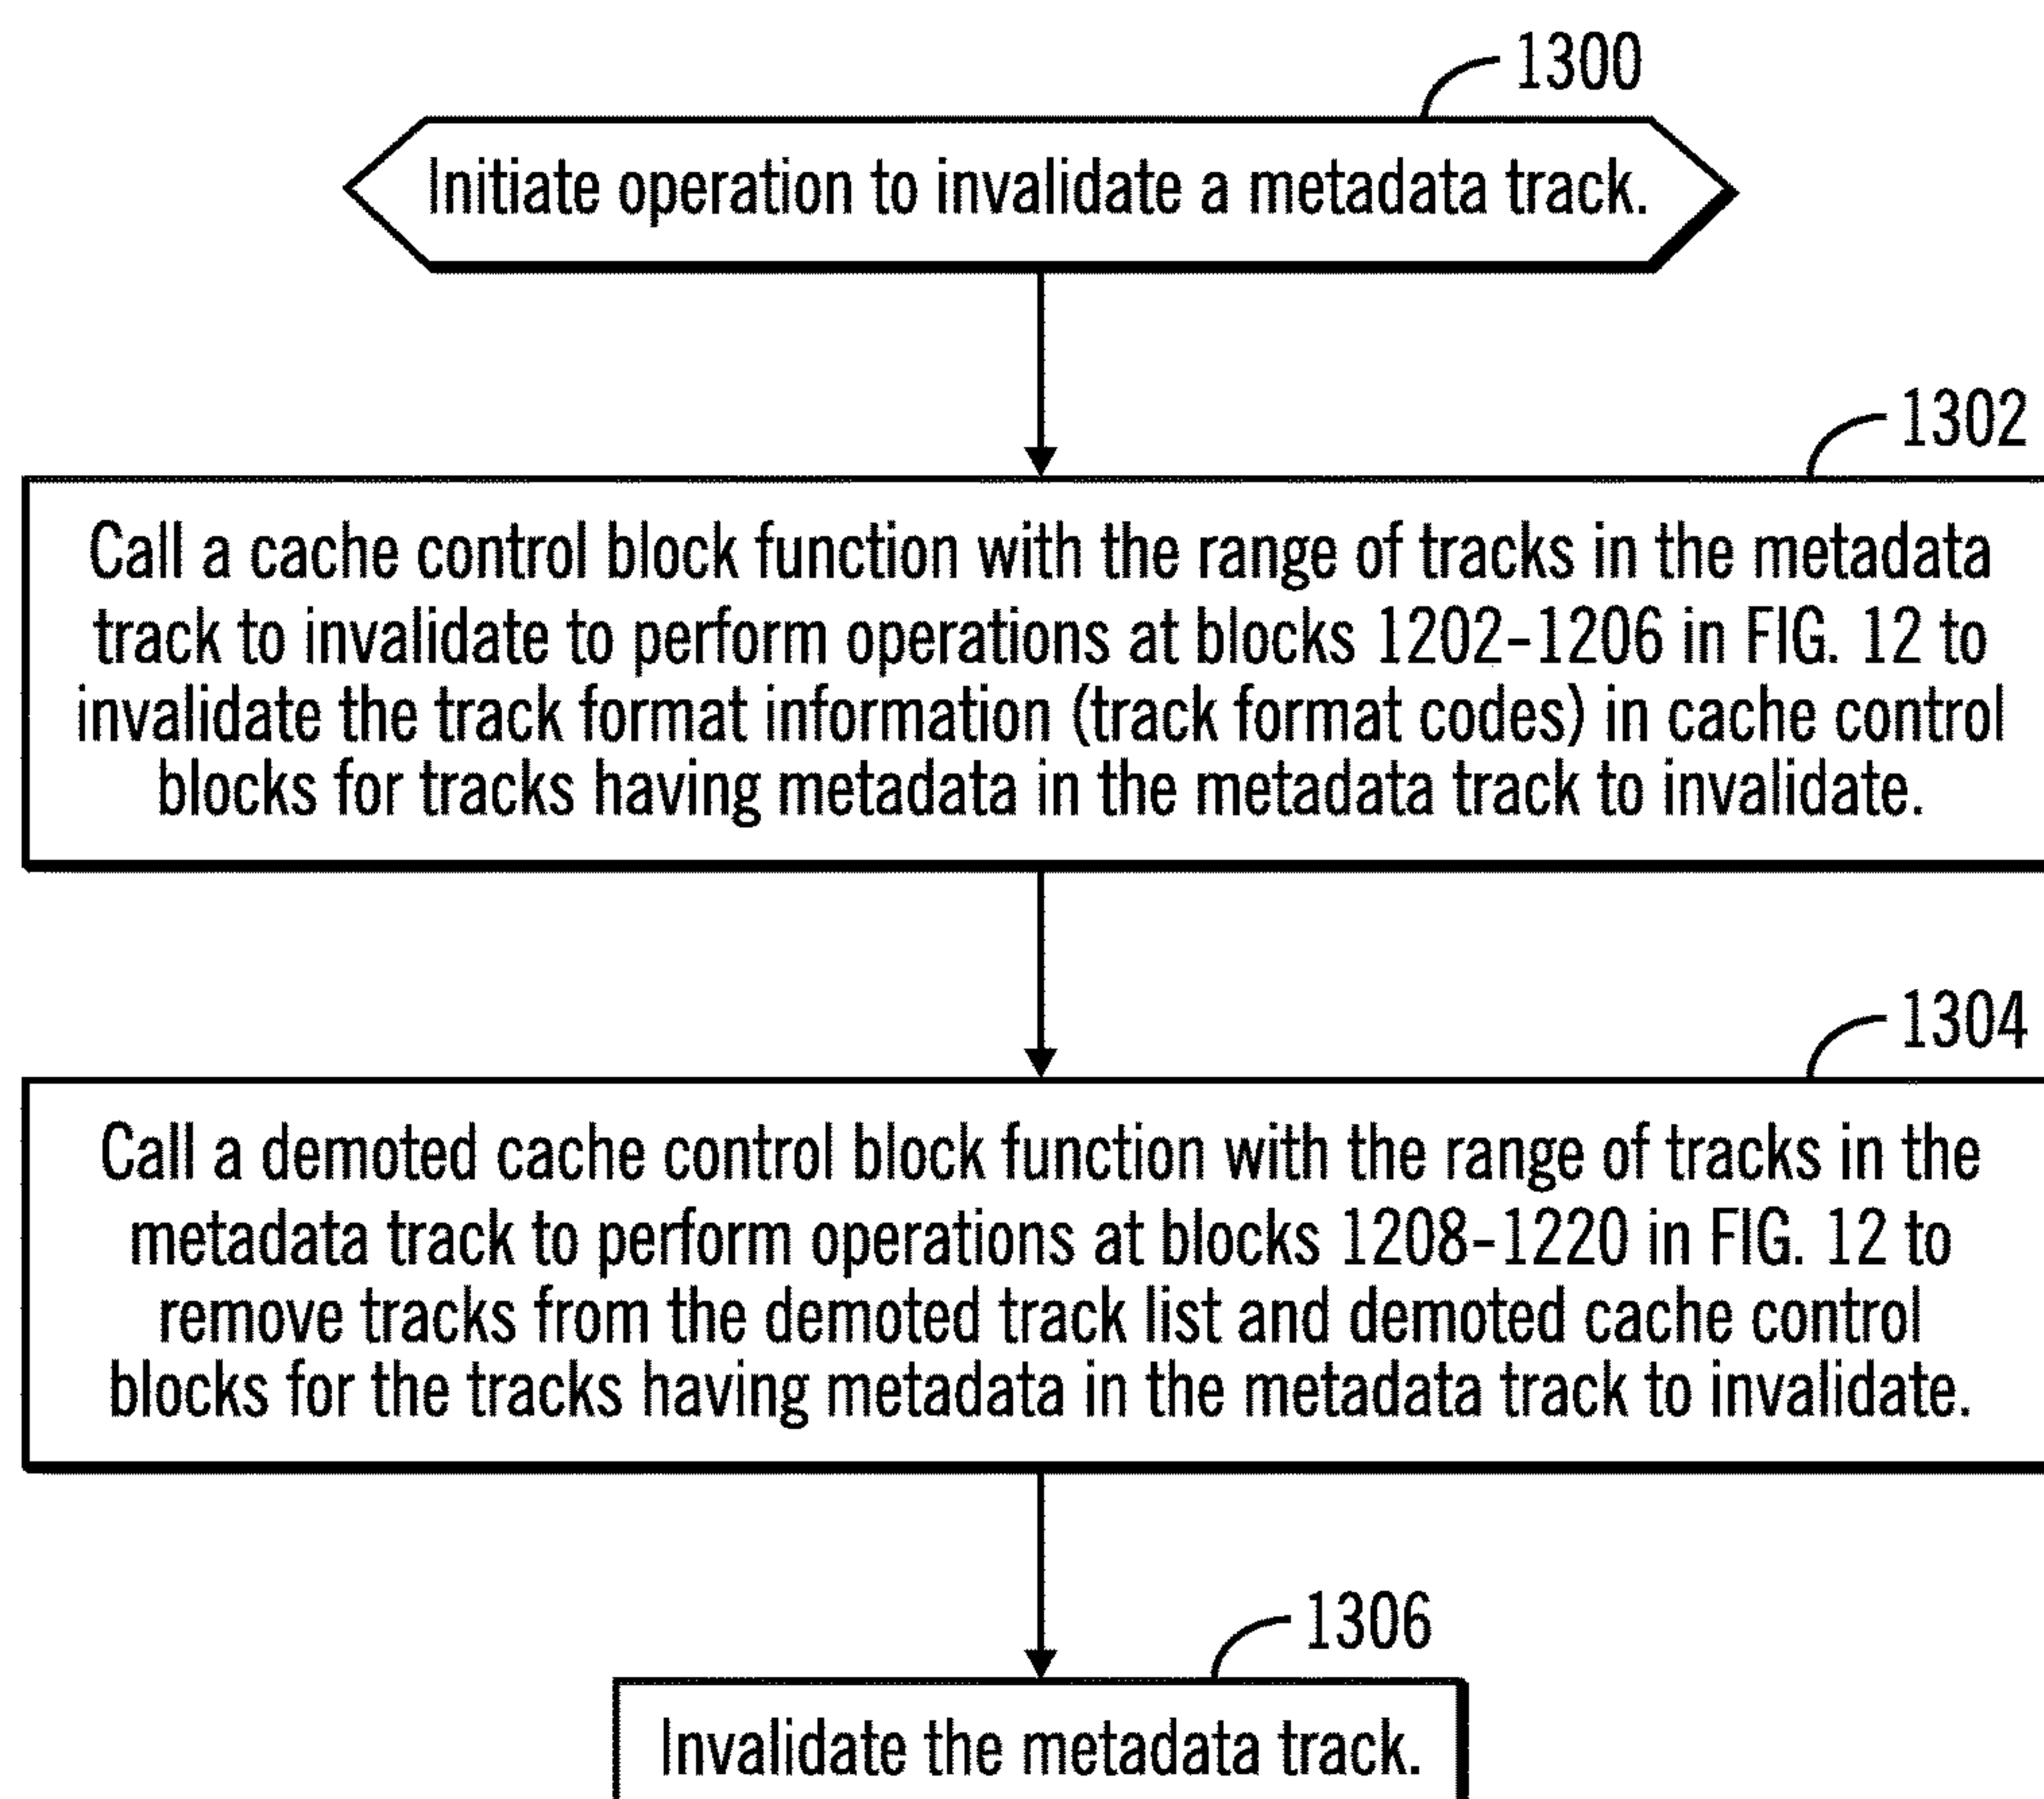 1300
Initiate operation to invalidate a metadata track.
1302
Call a cache control block function with the range of tracks in the metadata
track to invalidate to perform operations at blocks 1202-1206 in FIG. 12 to
invalidate the track format information (track format codes) in cache control
blocks for tracks having metadata in the metadata track to invalidate.
1304
Call a demoted cache control block function with the range of tracks in the
metadata track to perform operations at blocks 1208-1220 in FIG. 12 to
remove tracks from the demoted track list and demoted cache control
blocks for the tracks having metadata in the metadata track to invalidate.
1306
Invalidate the metadata track.